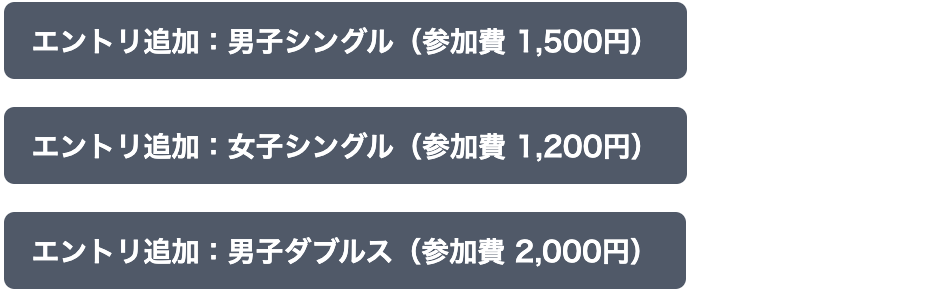 エントリ追加：男子シングル（参加費 1,500円）
エントリ追加：女子シングル（参加費 1,200円）
エントリ追加：男子ダブルス（参加費 2,000円）